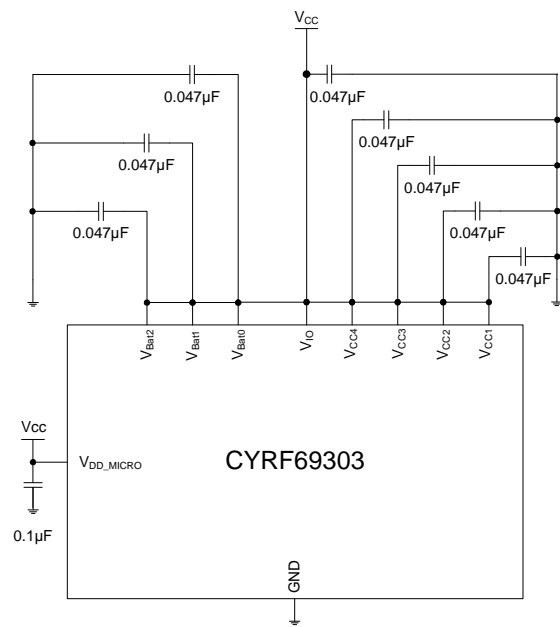 VCC
0.047µF
0.047µF
0.047µF
0.047µF
0.047µF
0.047µF
0.047µF
0.047µF
VBat2
VBat1
VBat0
VIO
VCC4
VCC3
VCC2
VCC1
Vcc
VDD_MICRO
CYRF69303
0.1µF
GND